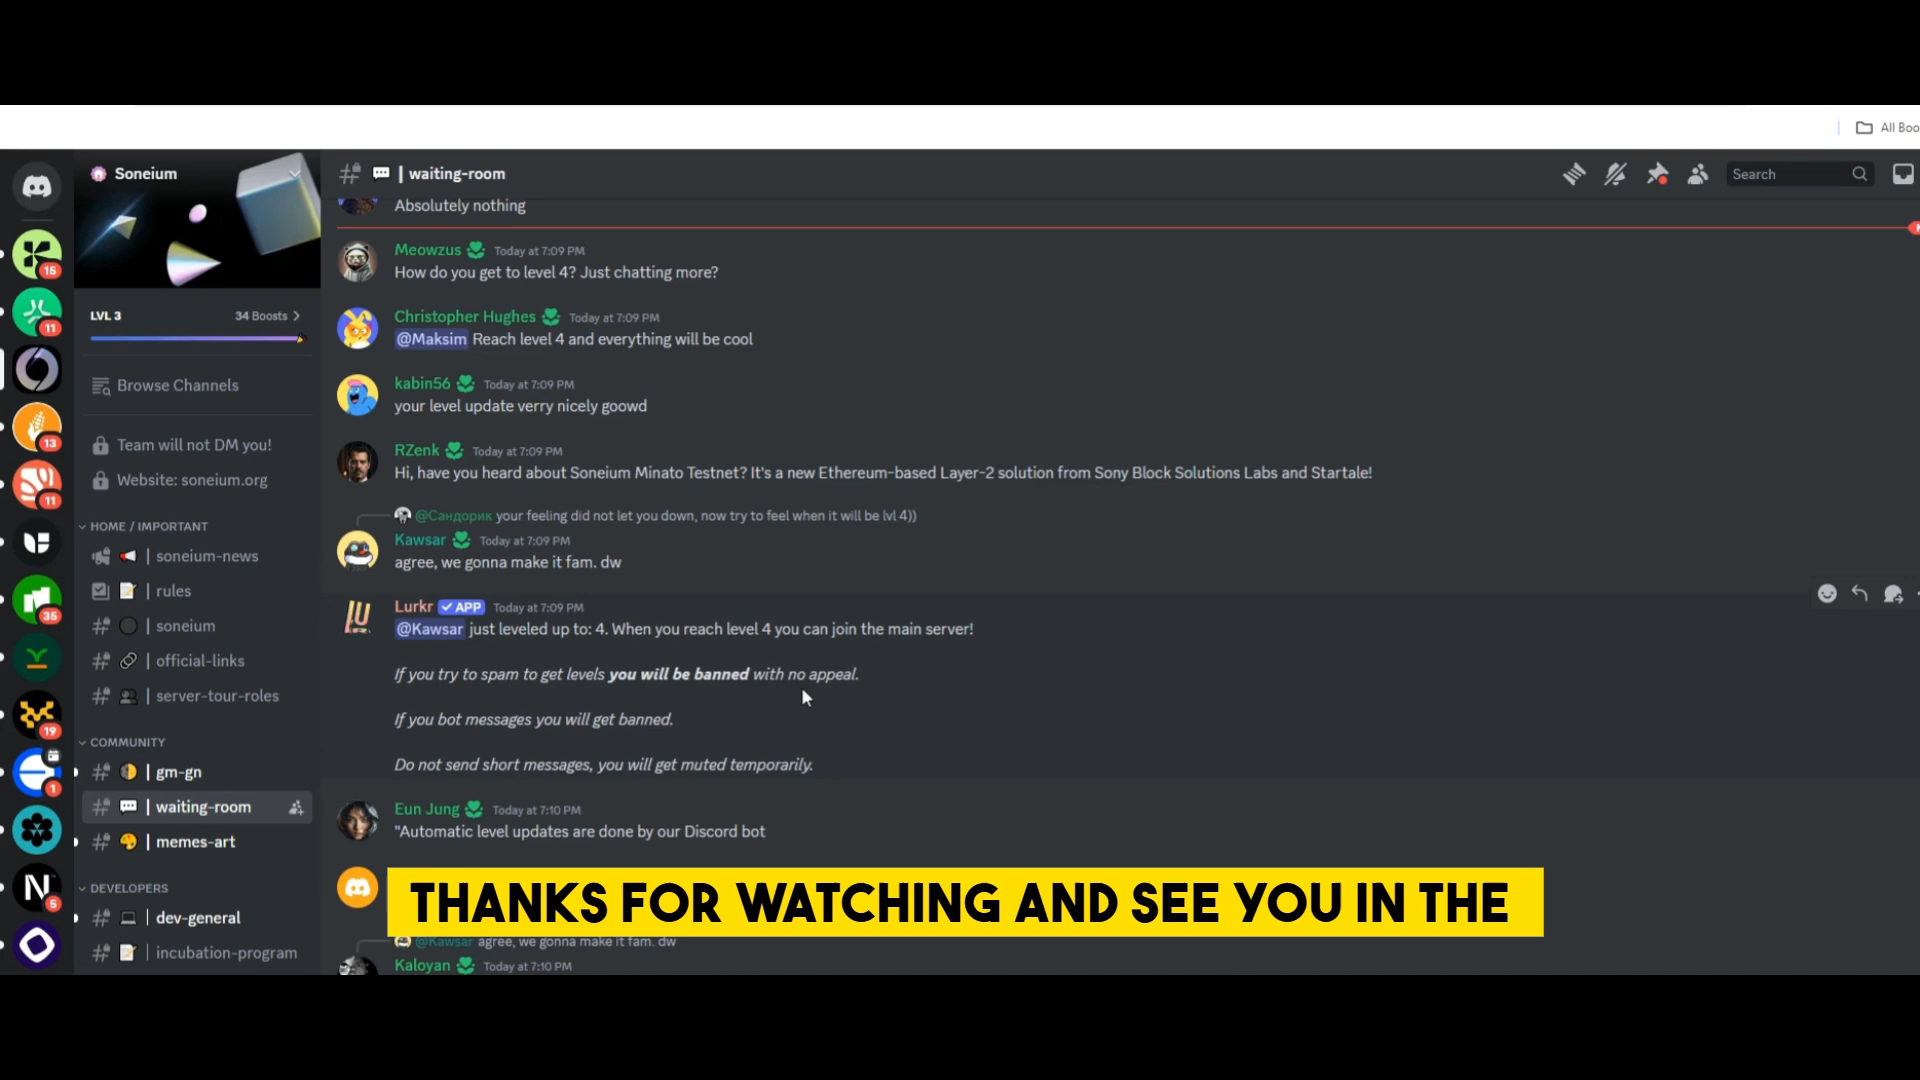 All Boo
Soneium
| waiting-room
Search
Absolutely nothing
Meowzus Today at 7:09 PM
How do you get to level 4? Just chatting more?
Christopher Hughes Today at 7:09 PM
@Maksim Reach level 4 and everything will be cool
kabin56 Today at 7:09 PM
your level update verry nicely goowd
RZenk Today at 7:09 PM
Hi, have you heard about Soneium Minato Testnet? It's a new Ethereum-based Layer-2 solution from Sony Block Solutions Labs and Startale!
@Сандорик your feeling did not let you down, now try to feel when it will be lvl 4))
Kawsar Today at 7:09 PM
agree, we gonna make it fam. dw
Lurkr APP Today at 7:09 PM
@Kawsar just leveled up to: 4. When you reach level 4 you can join the main server!
If you try to spam to get levels you will be banned with no appeal.
If you bot messages you will get banned.
Do not send short messages, you will get muted temporarily.
Eun Jung Today at 7:10 PM
"Automatic level updates are done by our Discord bot
THANKS FOR WATCHING AND SEE YOU IN THE
@Kawsar agree, we gonna make it fam. dw
Kaloyan Today at 7:10 PM
LVL 3 34 Boosts
Browse Channels
Team will not DM you!
Website: soneium.org
HOME / IMPORTANT
| soneium-news
| rules
| soneium
| official-links
| server-tour-roles
COMMUNITY
| gm-gn
| waiting-room
| memes-art
DEVELOPERS
| dev-general
| incubation-program
15
11
13
11
35
19
1
N
5